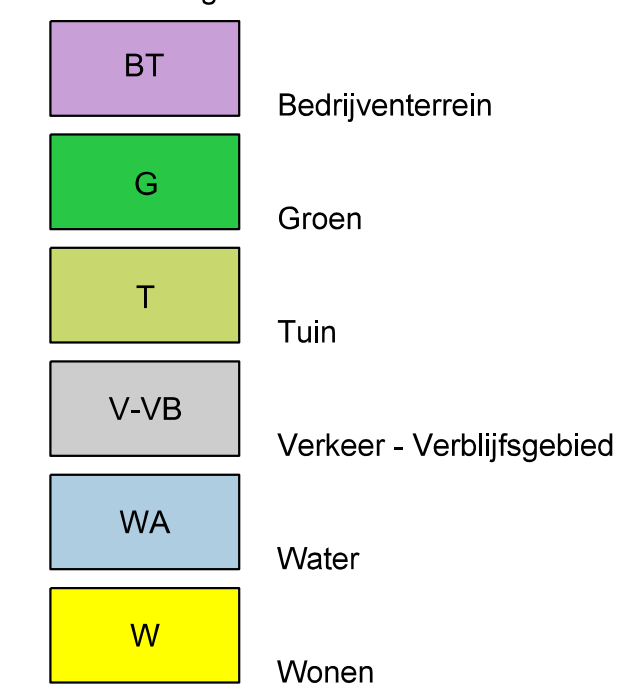 BT
Bedrijventerrein
G
Groen
T
Tuin
V-VB
Verkeer - Verblijfsgebied
WA
Water
W
Wonen